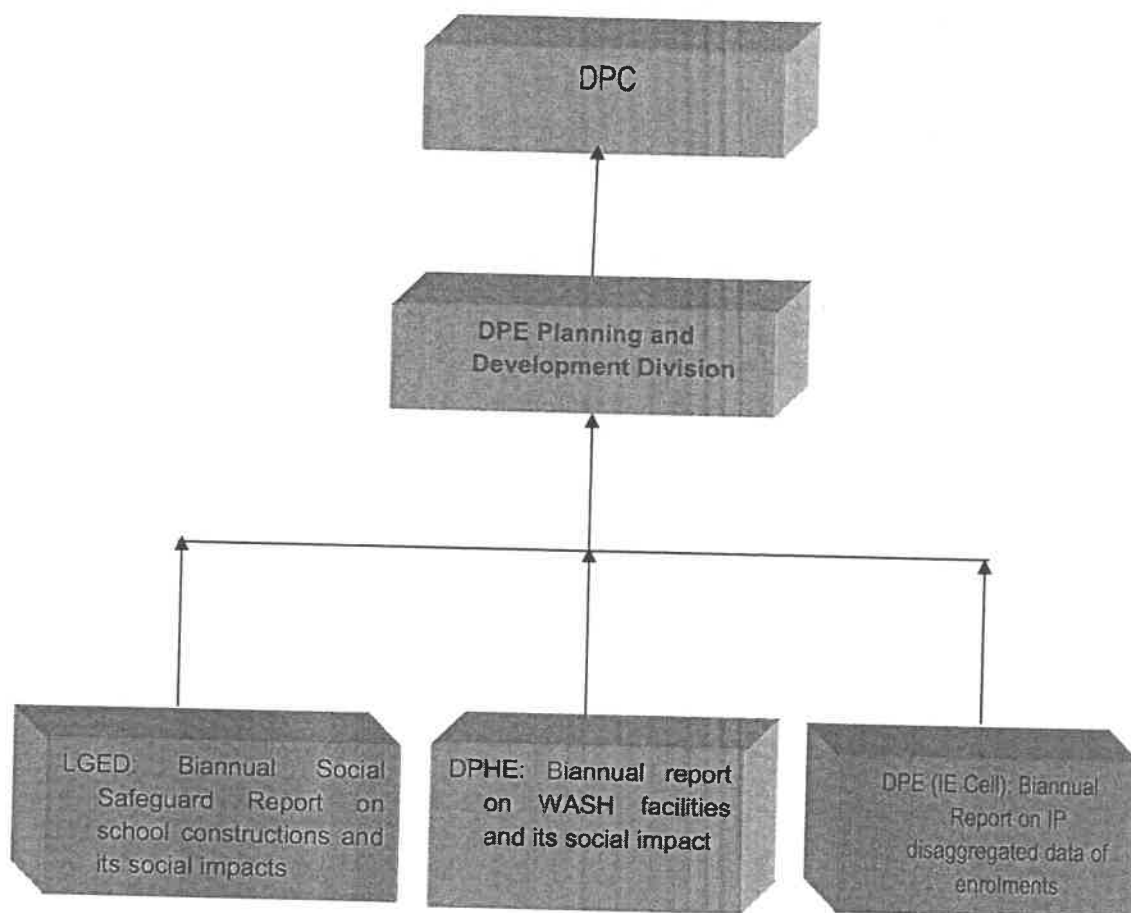 DPC
DPE Planning and
Development Division
LGED: Biannual Social
Safeguard Report on
school constructions and
its social impacts
DPHE: Biannual report
on WASH facilities
and its social impact
DPE (IE Cell): Biannual
Report on IP
disaggregated data of
enrolments